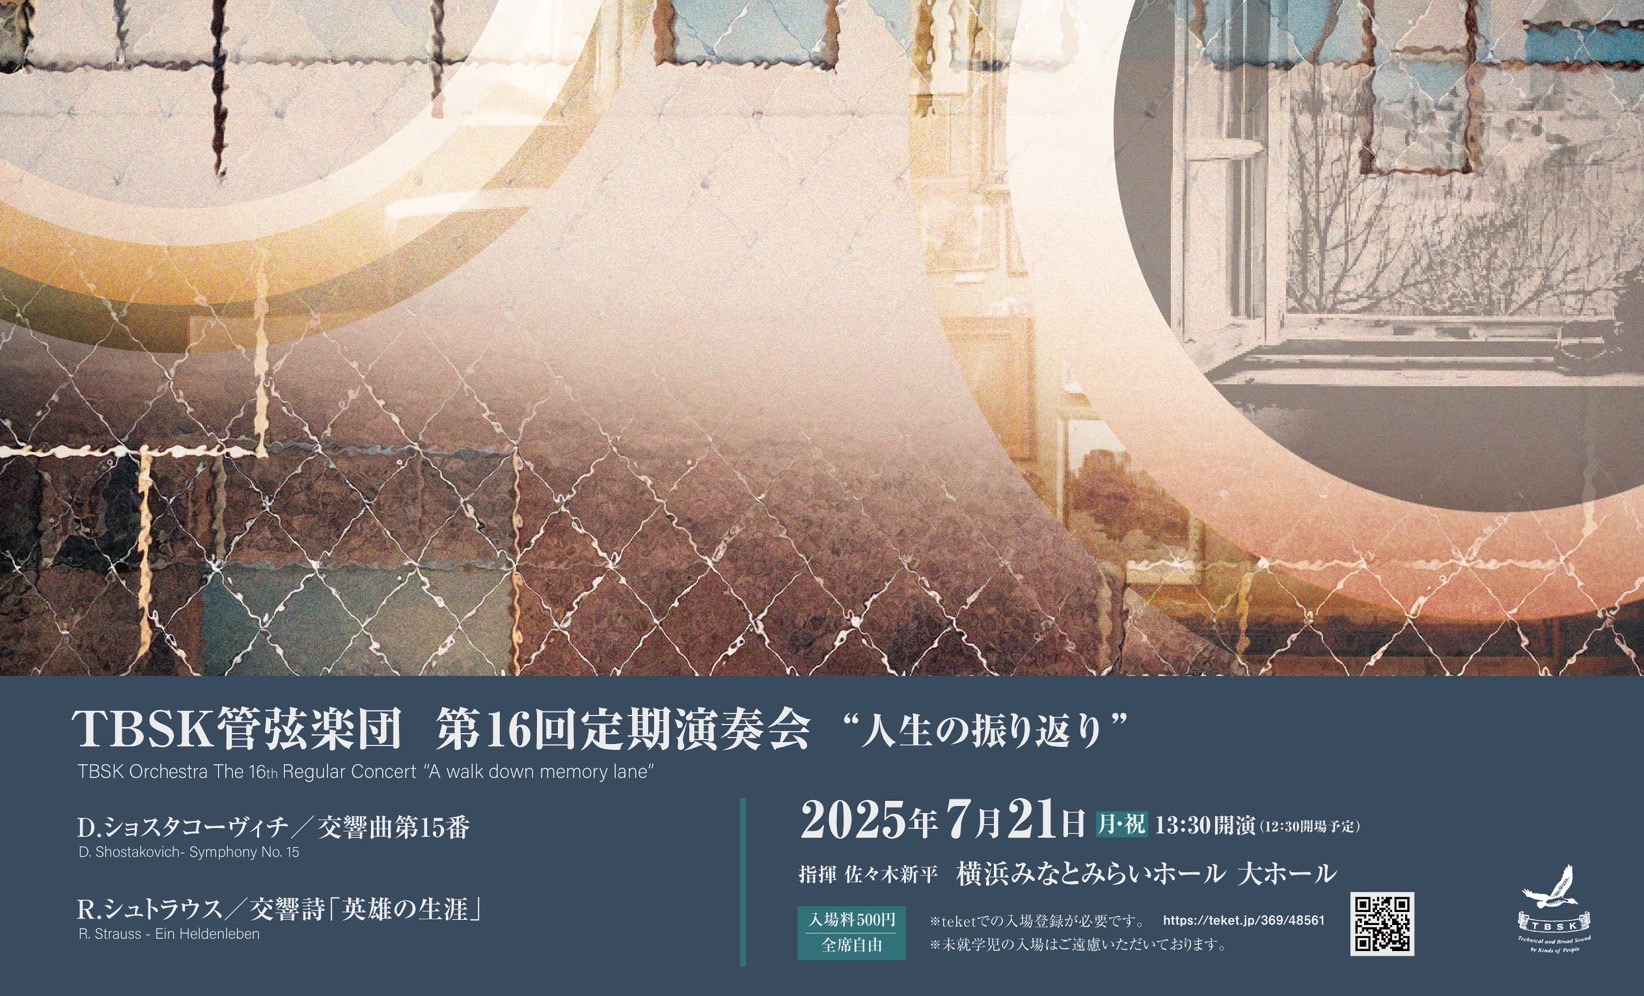 TBSK管弦楽団 第16回定期演奏会 “人生の振り返り”
TBSK Orchestra The 16th Regular Concert "A walk down memory lane"
D.ショスタコーヴィチ／交響曲第15番
D. Shostakovich- Symphony No. 15
R.シュトラウス／交響詩「英雄の生涯」
R. Strauss - Ein Heldenleben
2025年7月21日 月・祝 13:30開演（12:30開場予定）
指揮 佐々木新平 横浜みなとみらいホール 大ホール
入場料500円
全席自由
※teketでの入場登録が必要です。 https://teket.jp/369/48561
※未就学児の入場はご遠慮いただいております。
TBSK
Technical and Broad Sound
by Kinds of People